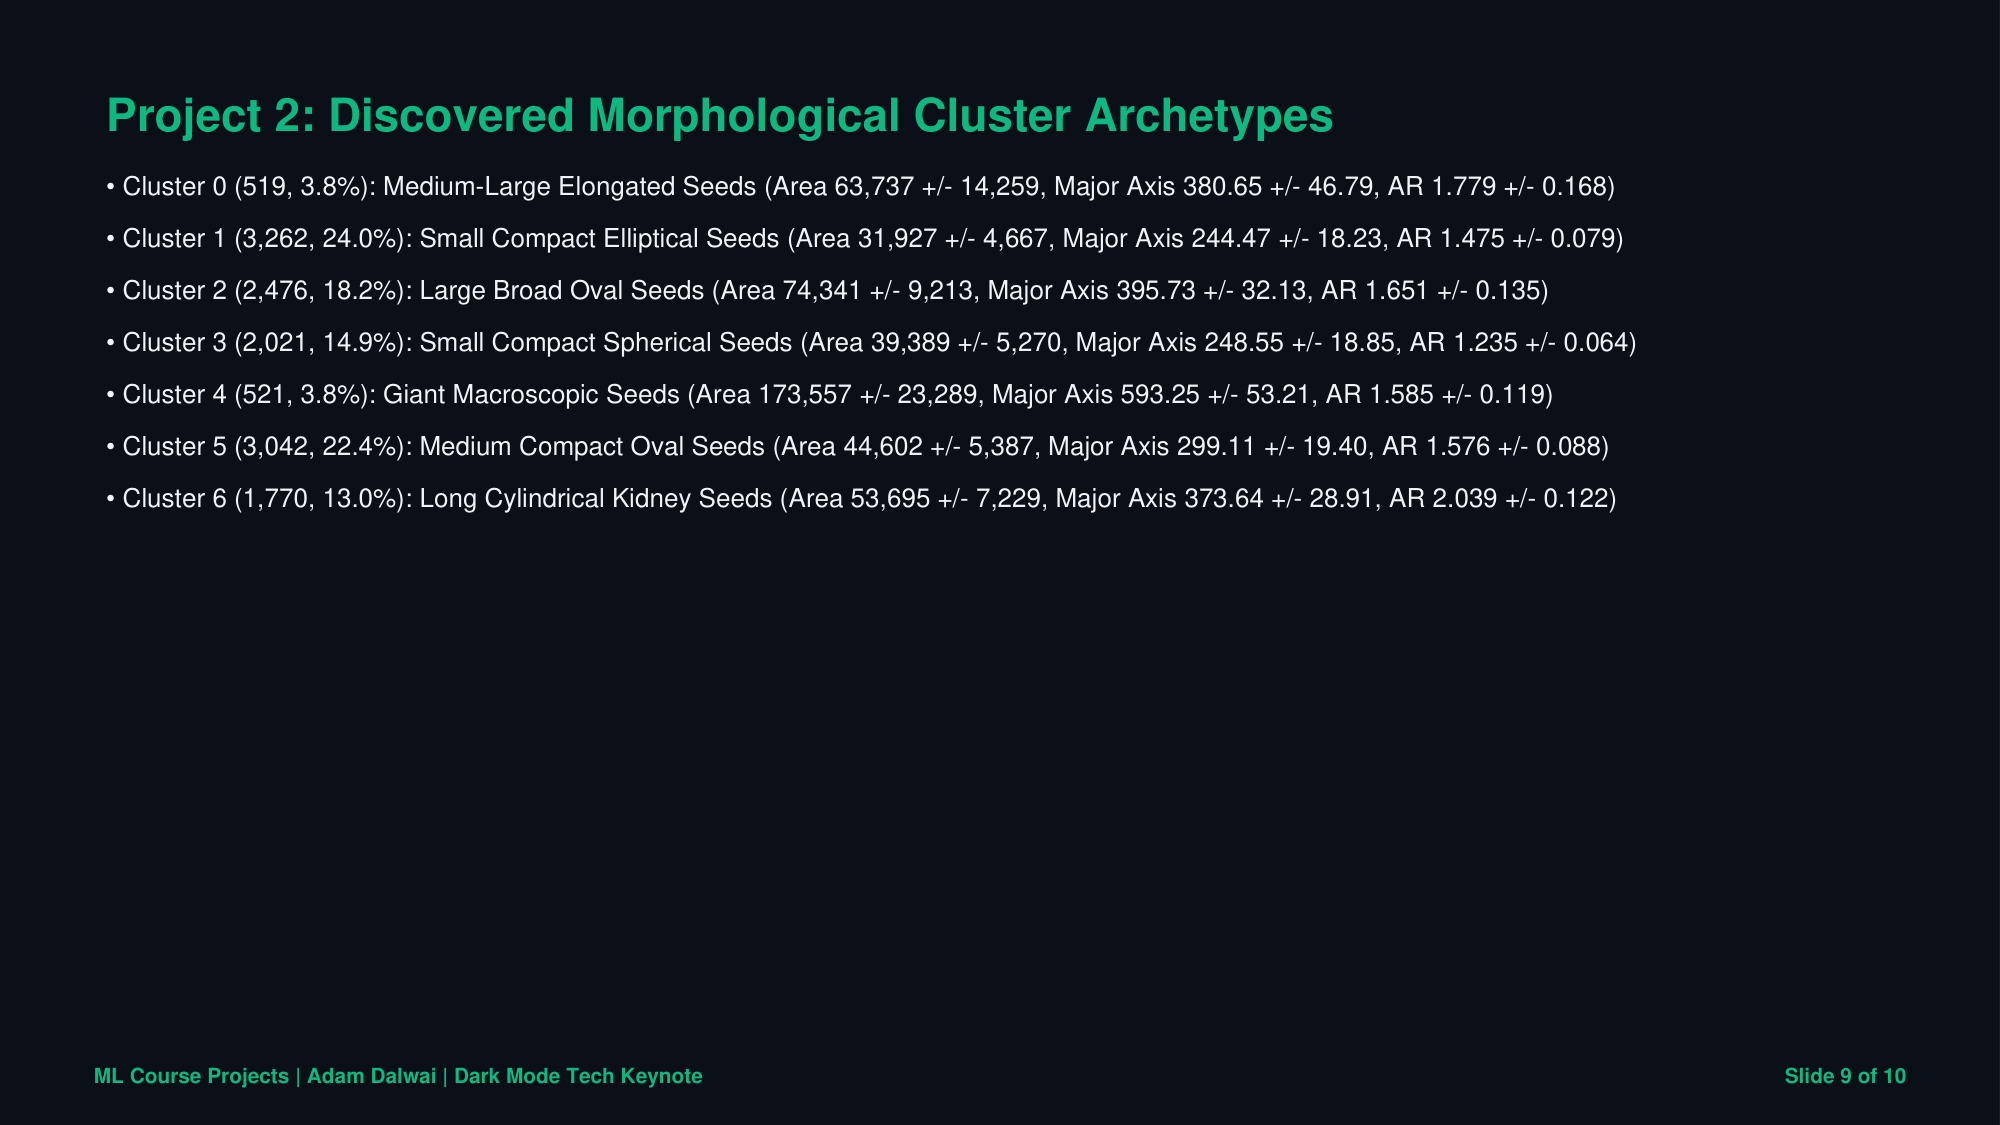 Project 2: Discovered Morphological Cluster Archetypes
• Cluster 0 (519, 3.8%): Medium-Large Elongated Seeds (Area 63,737 +/- 14,259, Major Axis 380.65 +/- 46.79, AR 1.779 +/- 0.168)
• Cluster 1 (3,262, 24.0%): Small Compact Elliptical Seeds (Area 31,927 +/- 4,667, Major Axis 244.47 +/- 18.23, AR 1.475 +/- 0.079)
• Cluster 2 (2,476, 18.2%): Large Broad Oval Seeds (Area 74,341 +/- 9,213, Major Axis 395.73 +/- 32.13, AR 1.651 +/- 0.135)
• Cluster 3 (2,021, 14.9%): Small Compact Spherical Seeds (Area 39,389 +/- 5,270, Major Axis 248.55 +/- 18.85, AR 1.235 +/- 0.064)
• Cluster 4 (521, 3.8%): Giant Macroscopic Seeds (Area 173,557 +/- 23,289, Major Axis 593.25 +/- 53.21, AR 1.585 +/- 0.119)
• Cluster 5 (3,042, 22.4%): Medium Compact Oval Seeds (Area 44,602 +/- 5,387, Major Axis 299.11 +/- 19.40, AR 1.576 +/- 0.088)
• Cluster 6 (1,770, 13.0%): Long Cylindrical Kidney Seeds (Area 53,695 +/- 7,229, Major Axis 373.64 +/- 28.91, AR 2.039 +/- 0.122)
ML Course Projects | Adam Dalwai | Dark Mode Tech Keynote
Slide 9 of 10